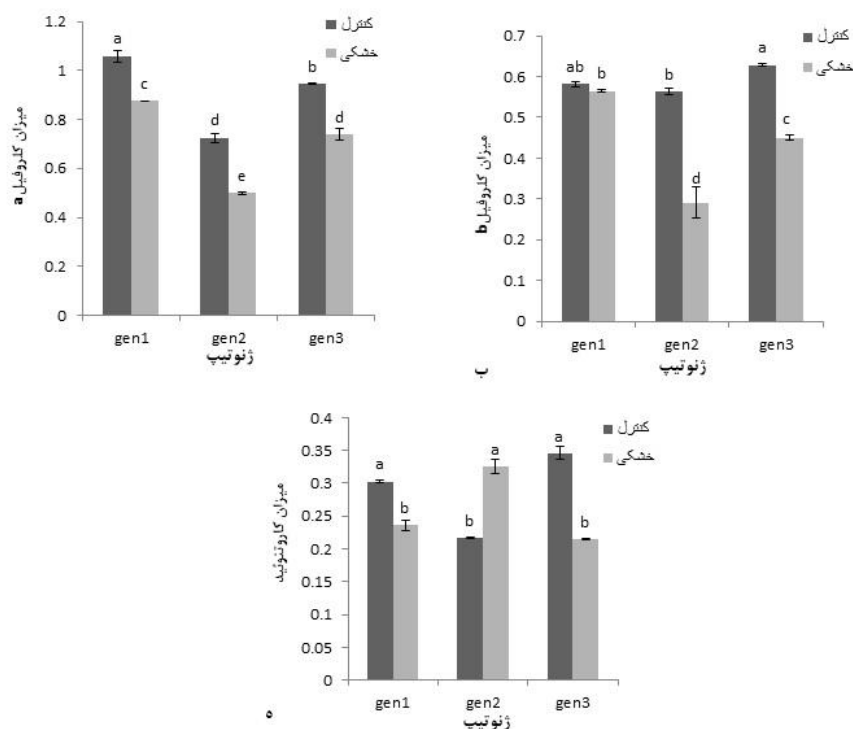 1.2
1
0.8
0.6
0.4
0.2
0
میزان کلروفیل a
a
c
d
e
b
d
کنترل
خشکی
gen1 gen2 gen3
ژنوتیپ
0.7
0.6
0.5
0.4
0.3
0.2
0.1
0
میزان کلروفیل b
ab
b
b
d
a
c
کنترل
خشکی
gen1 gen2 gen3
ژنوتیپ
ب
0.4
0.35
0.3
0.25
0.2
0.15
0.1
0.05
0
میزان کاروتنوئید
a
b
b
a
a
b
کنترل
خشکی
gen1 gen2 gen3
ژنوتیپ